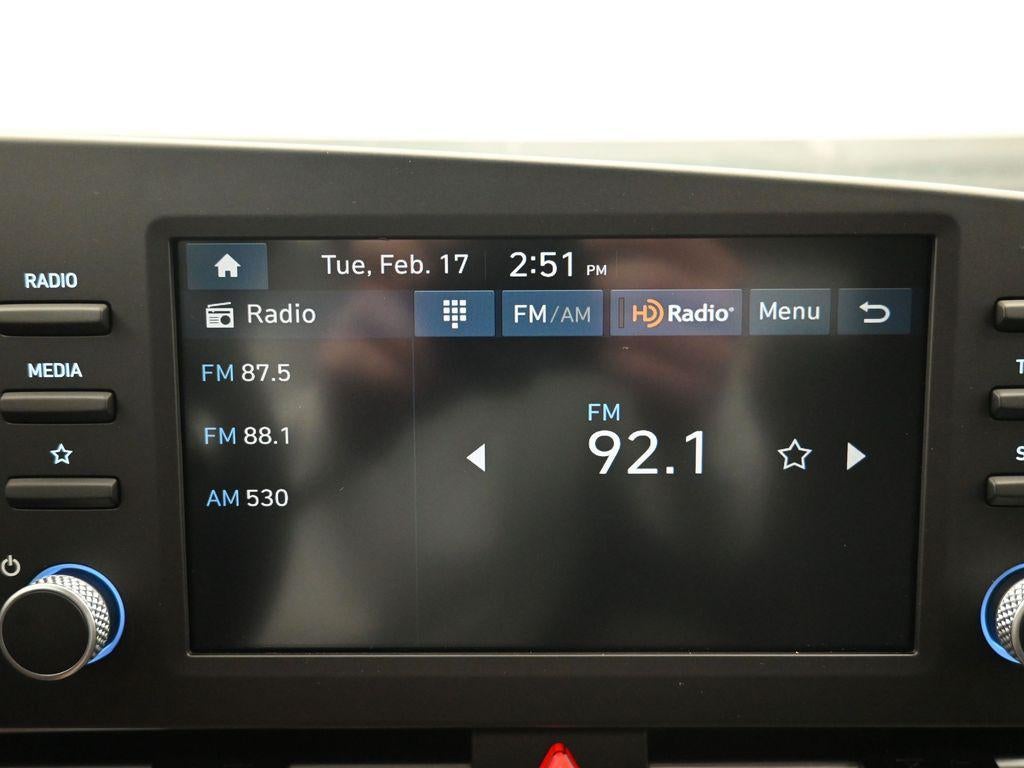 Tue, Feb. 17 2:51 PM
RADIO
Radio FM/AM HD Radio® Menu
MEDIA
FM 87.5
FM 88.1
AM 530
FM
92.1
T
S